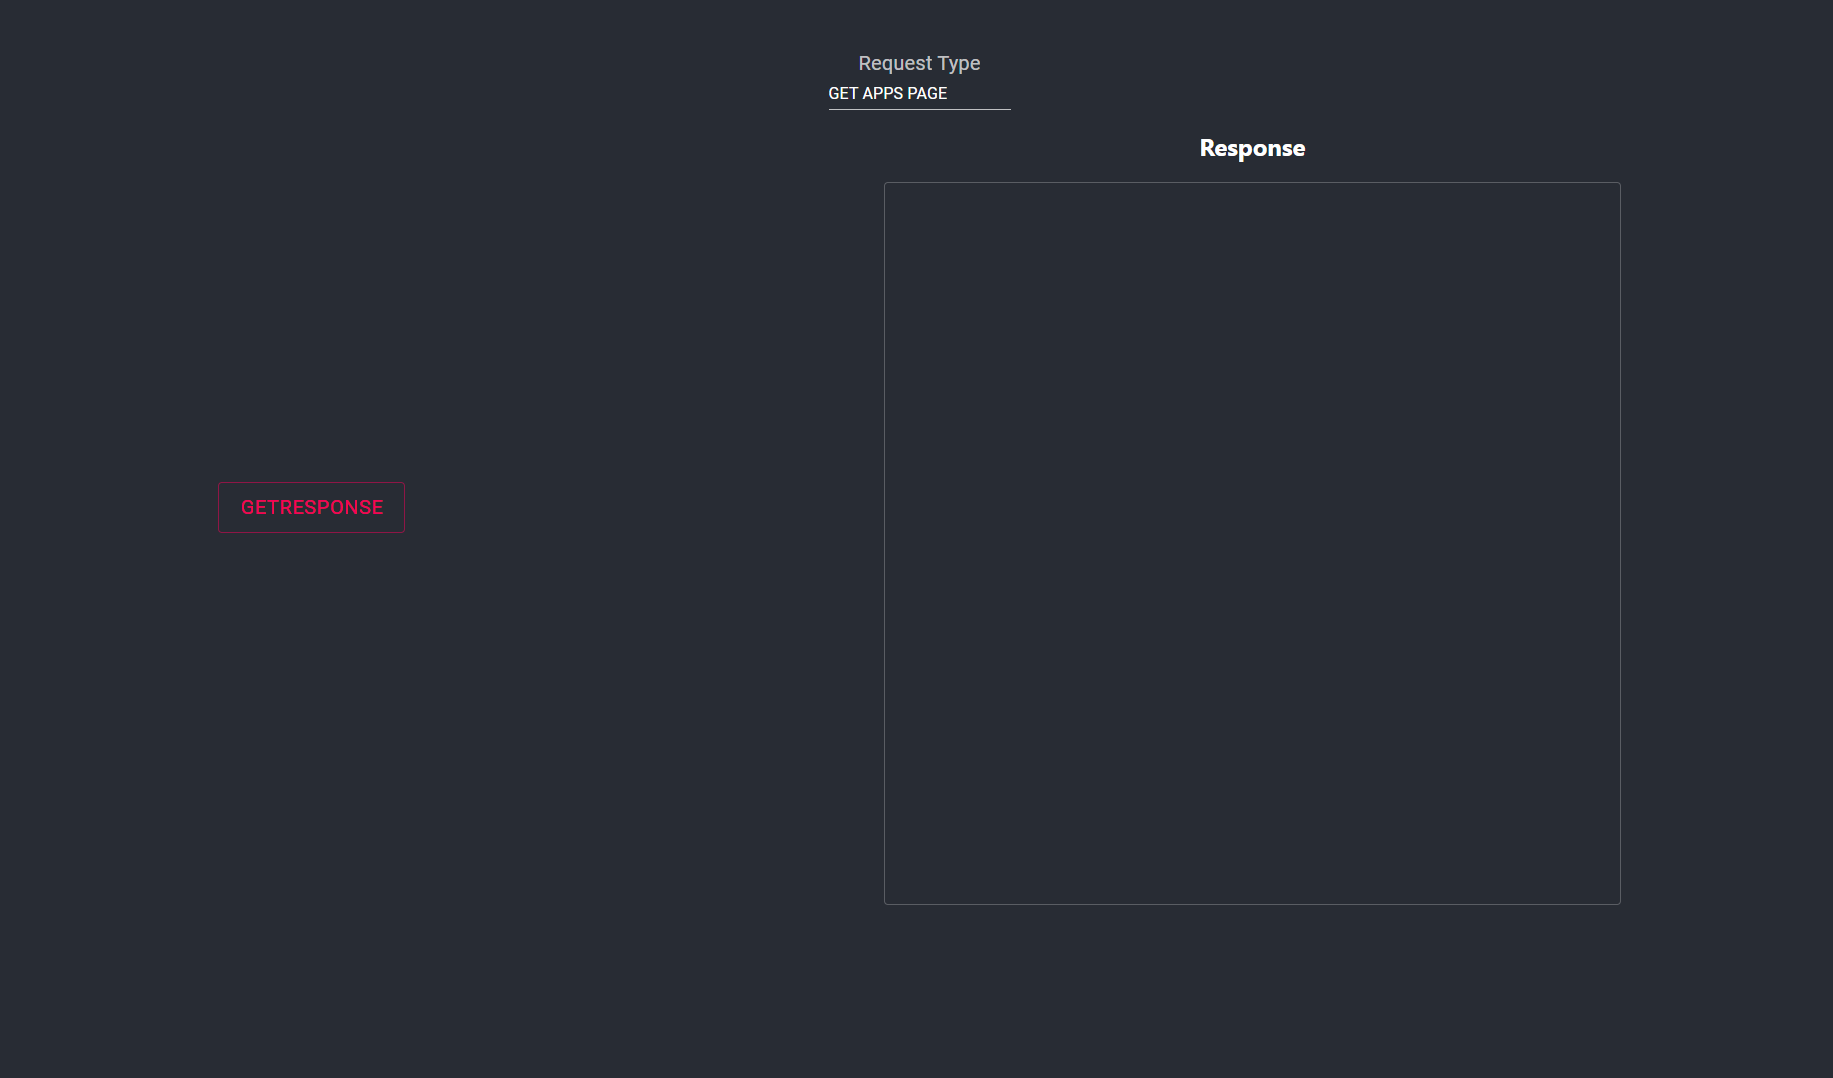 Request Type
GET APPS PAGE
Response
GETRESPONSE